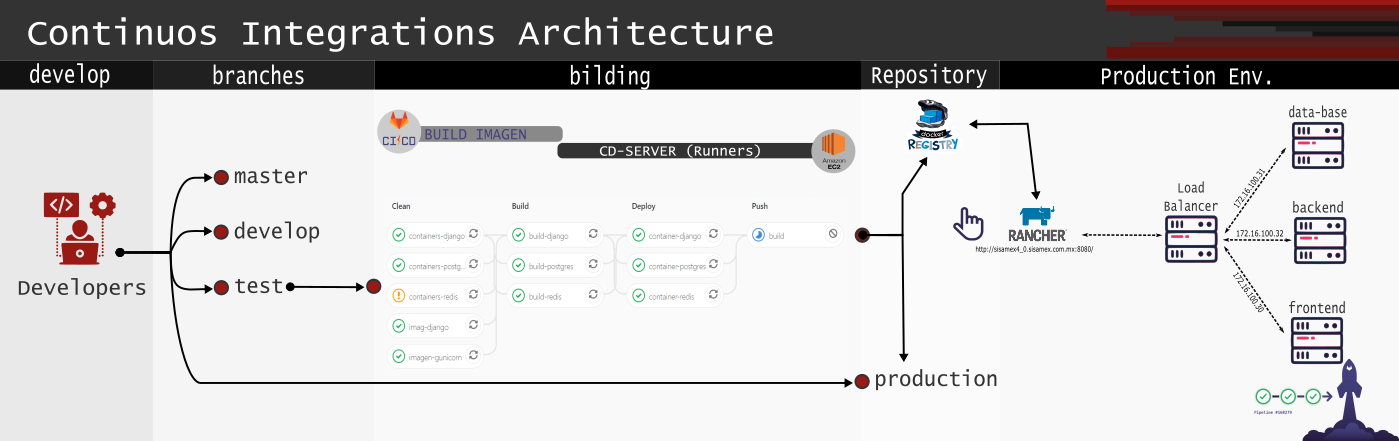 Continuos Integrations Architecture
develop
branches
bilding
Repository
Production Env.
CI/CD
BUILD IMAGEN
CD-SERVER (Runners)
Amazon
EC2
docker
REGISTRY
data-base
master
develop
test
Developers
Clean
Build
Deploy
Push
containers-django
build-django
container-django
build
containers-postg...
build-postgres
container-postgres
containers-redis
build-redis
container-redis
imag-django
imagen-gunicorn
production
RANCHER
http://sisamex4_0.sisamex.com.mx:8080/
Load
Balancer
172.16.100.31
backend
172.16.100.32
172.16.100.30
frontend
Pipeline #108274